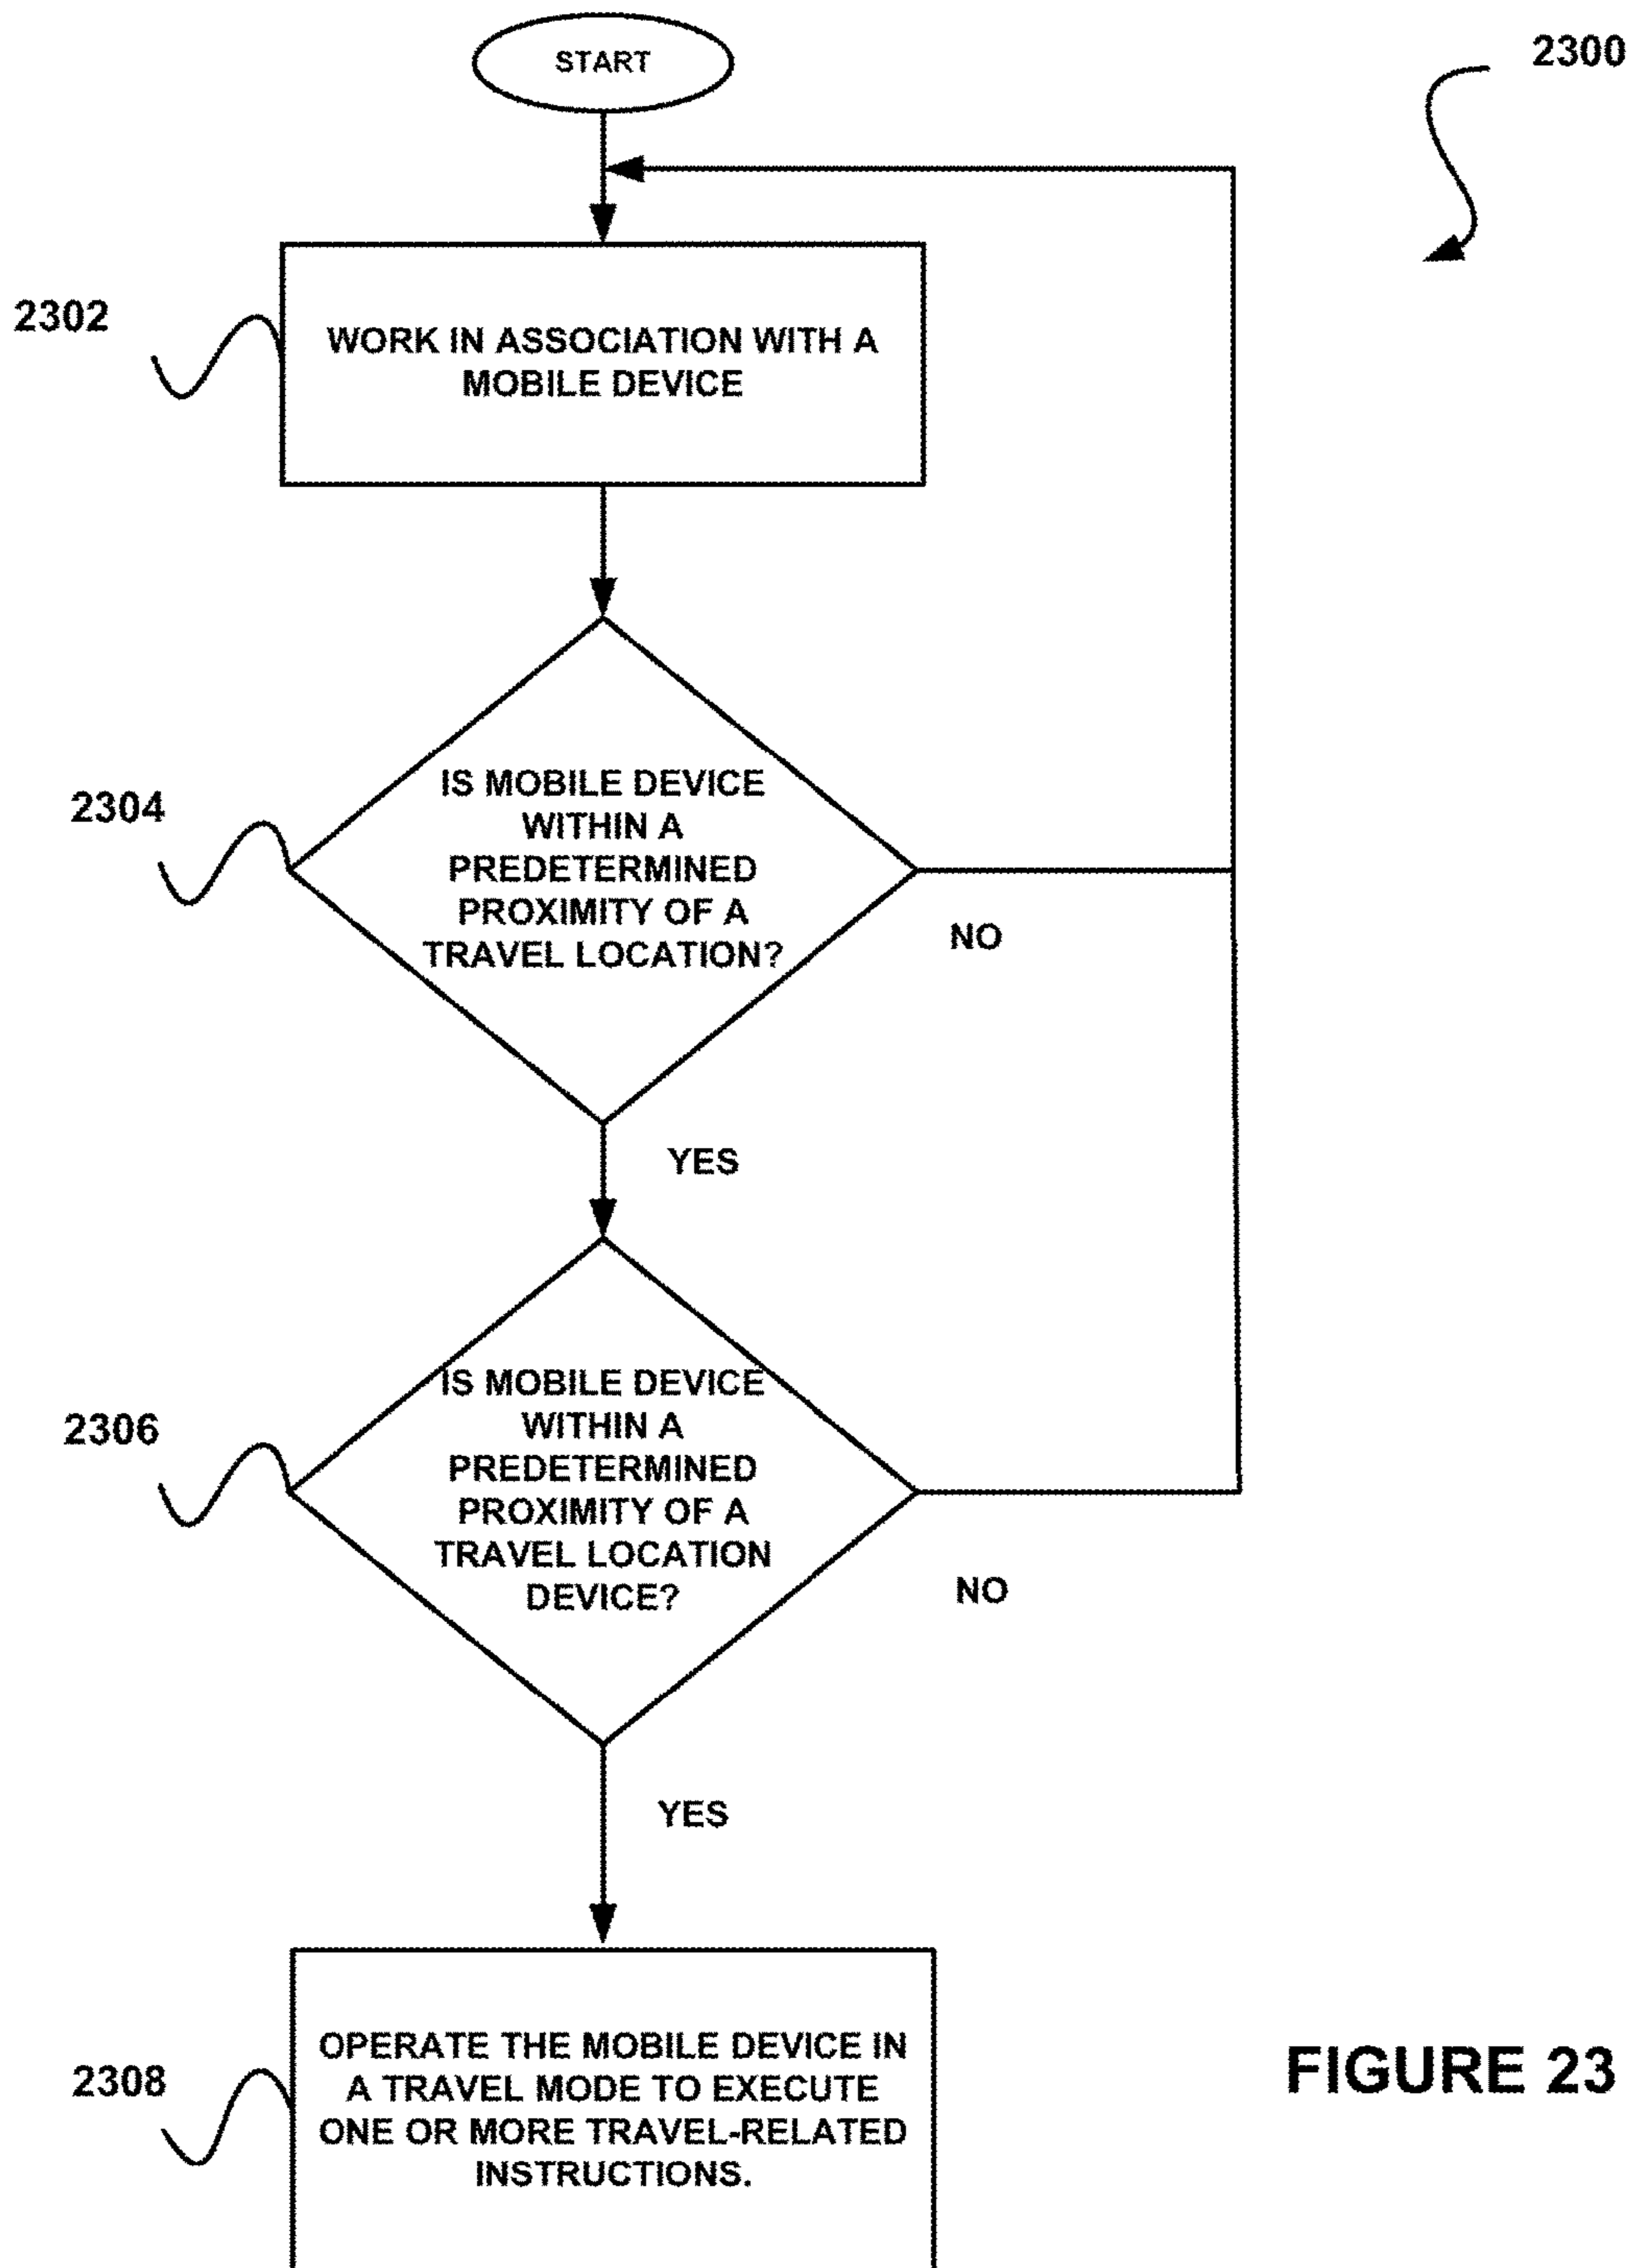 START
2300
2302
WORK IN ASSOCIATION WITH A
MOBILE DEVICE
2304
IS MOBILE DEVICE
WITHIN A
PREDETERMINED
PROXIMITY OF A
TRAVEL LOCATION?
NO
YES
2306
IS MOBILE DEVICE
WITHIN A
PREDETERMINED
PROXIMITY OF A
TRAVEL LOCATION
DEVICE?
NO
YES
2308
OPERATE THE MOBILE DEVICE IN
A TRAVEL MODE TO EXECUTE
ONE OR MORE TRAVEL-RELATED
INSTRUCTIONS.
FIGURE 23